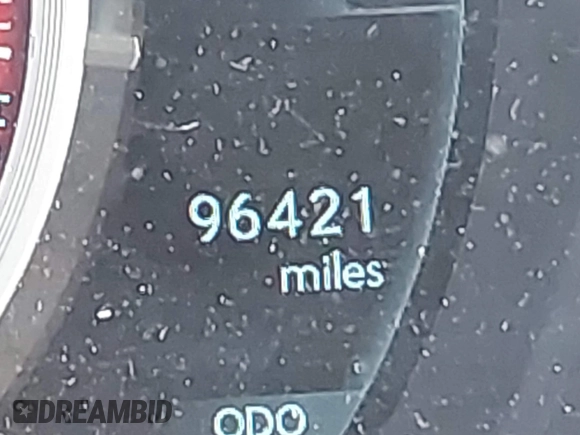 96421
miles
ODO
DREAMBID